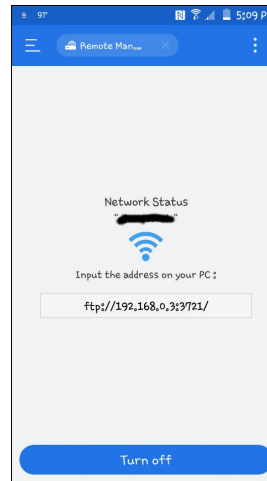 91° 5:09 P
Remote Man...
Network Status
"
"
Input the address on your PC :
ftp://192.168.0.3:3721/
Turn off